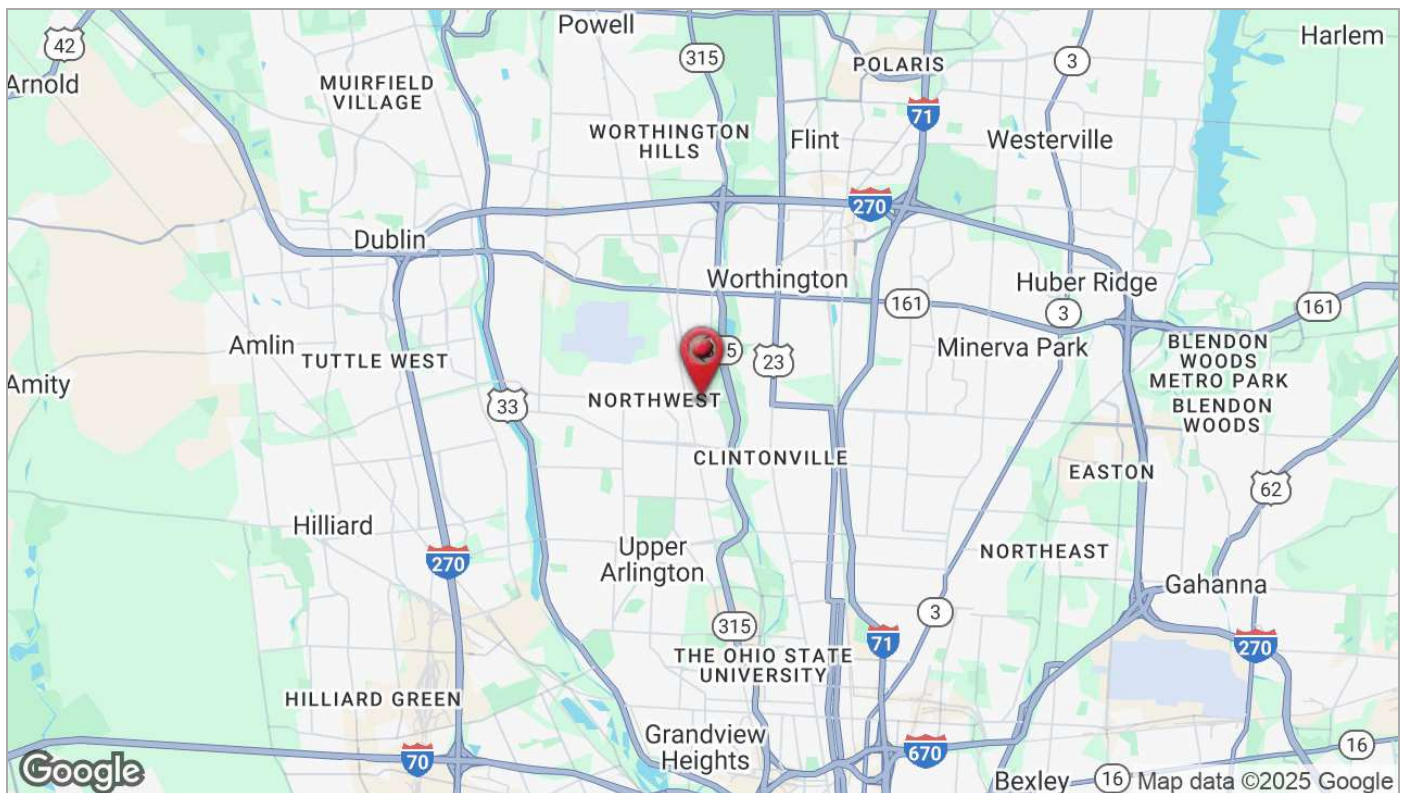 Powell
Harlem
42
315
POLARIS
3
Arnold
MUIRFIELD
VILLAGE
71
WORTHINGTON
HILLS
Flint
Westerville
270
Dublin
Worthington
Huber Ridge
161
161
3
Amlin
TUTTLE WEST
5
23
Minerva Park
BLENDON
WOODS
METRO PARK
Amity
33
NORTHWEST
BLENDON
WOODS
CLINTONVILLE
EASTON
62
Hilliard
270
Upper
Arlington
NORTHEAST
Gahanna
315
3
71
270
THE OHIO STATE
UNIVERSITY
HILLIARD GREEN
Grandview
Heights
70
670
16
Google
Bexley
16
Map data ©2025 Google